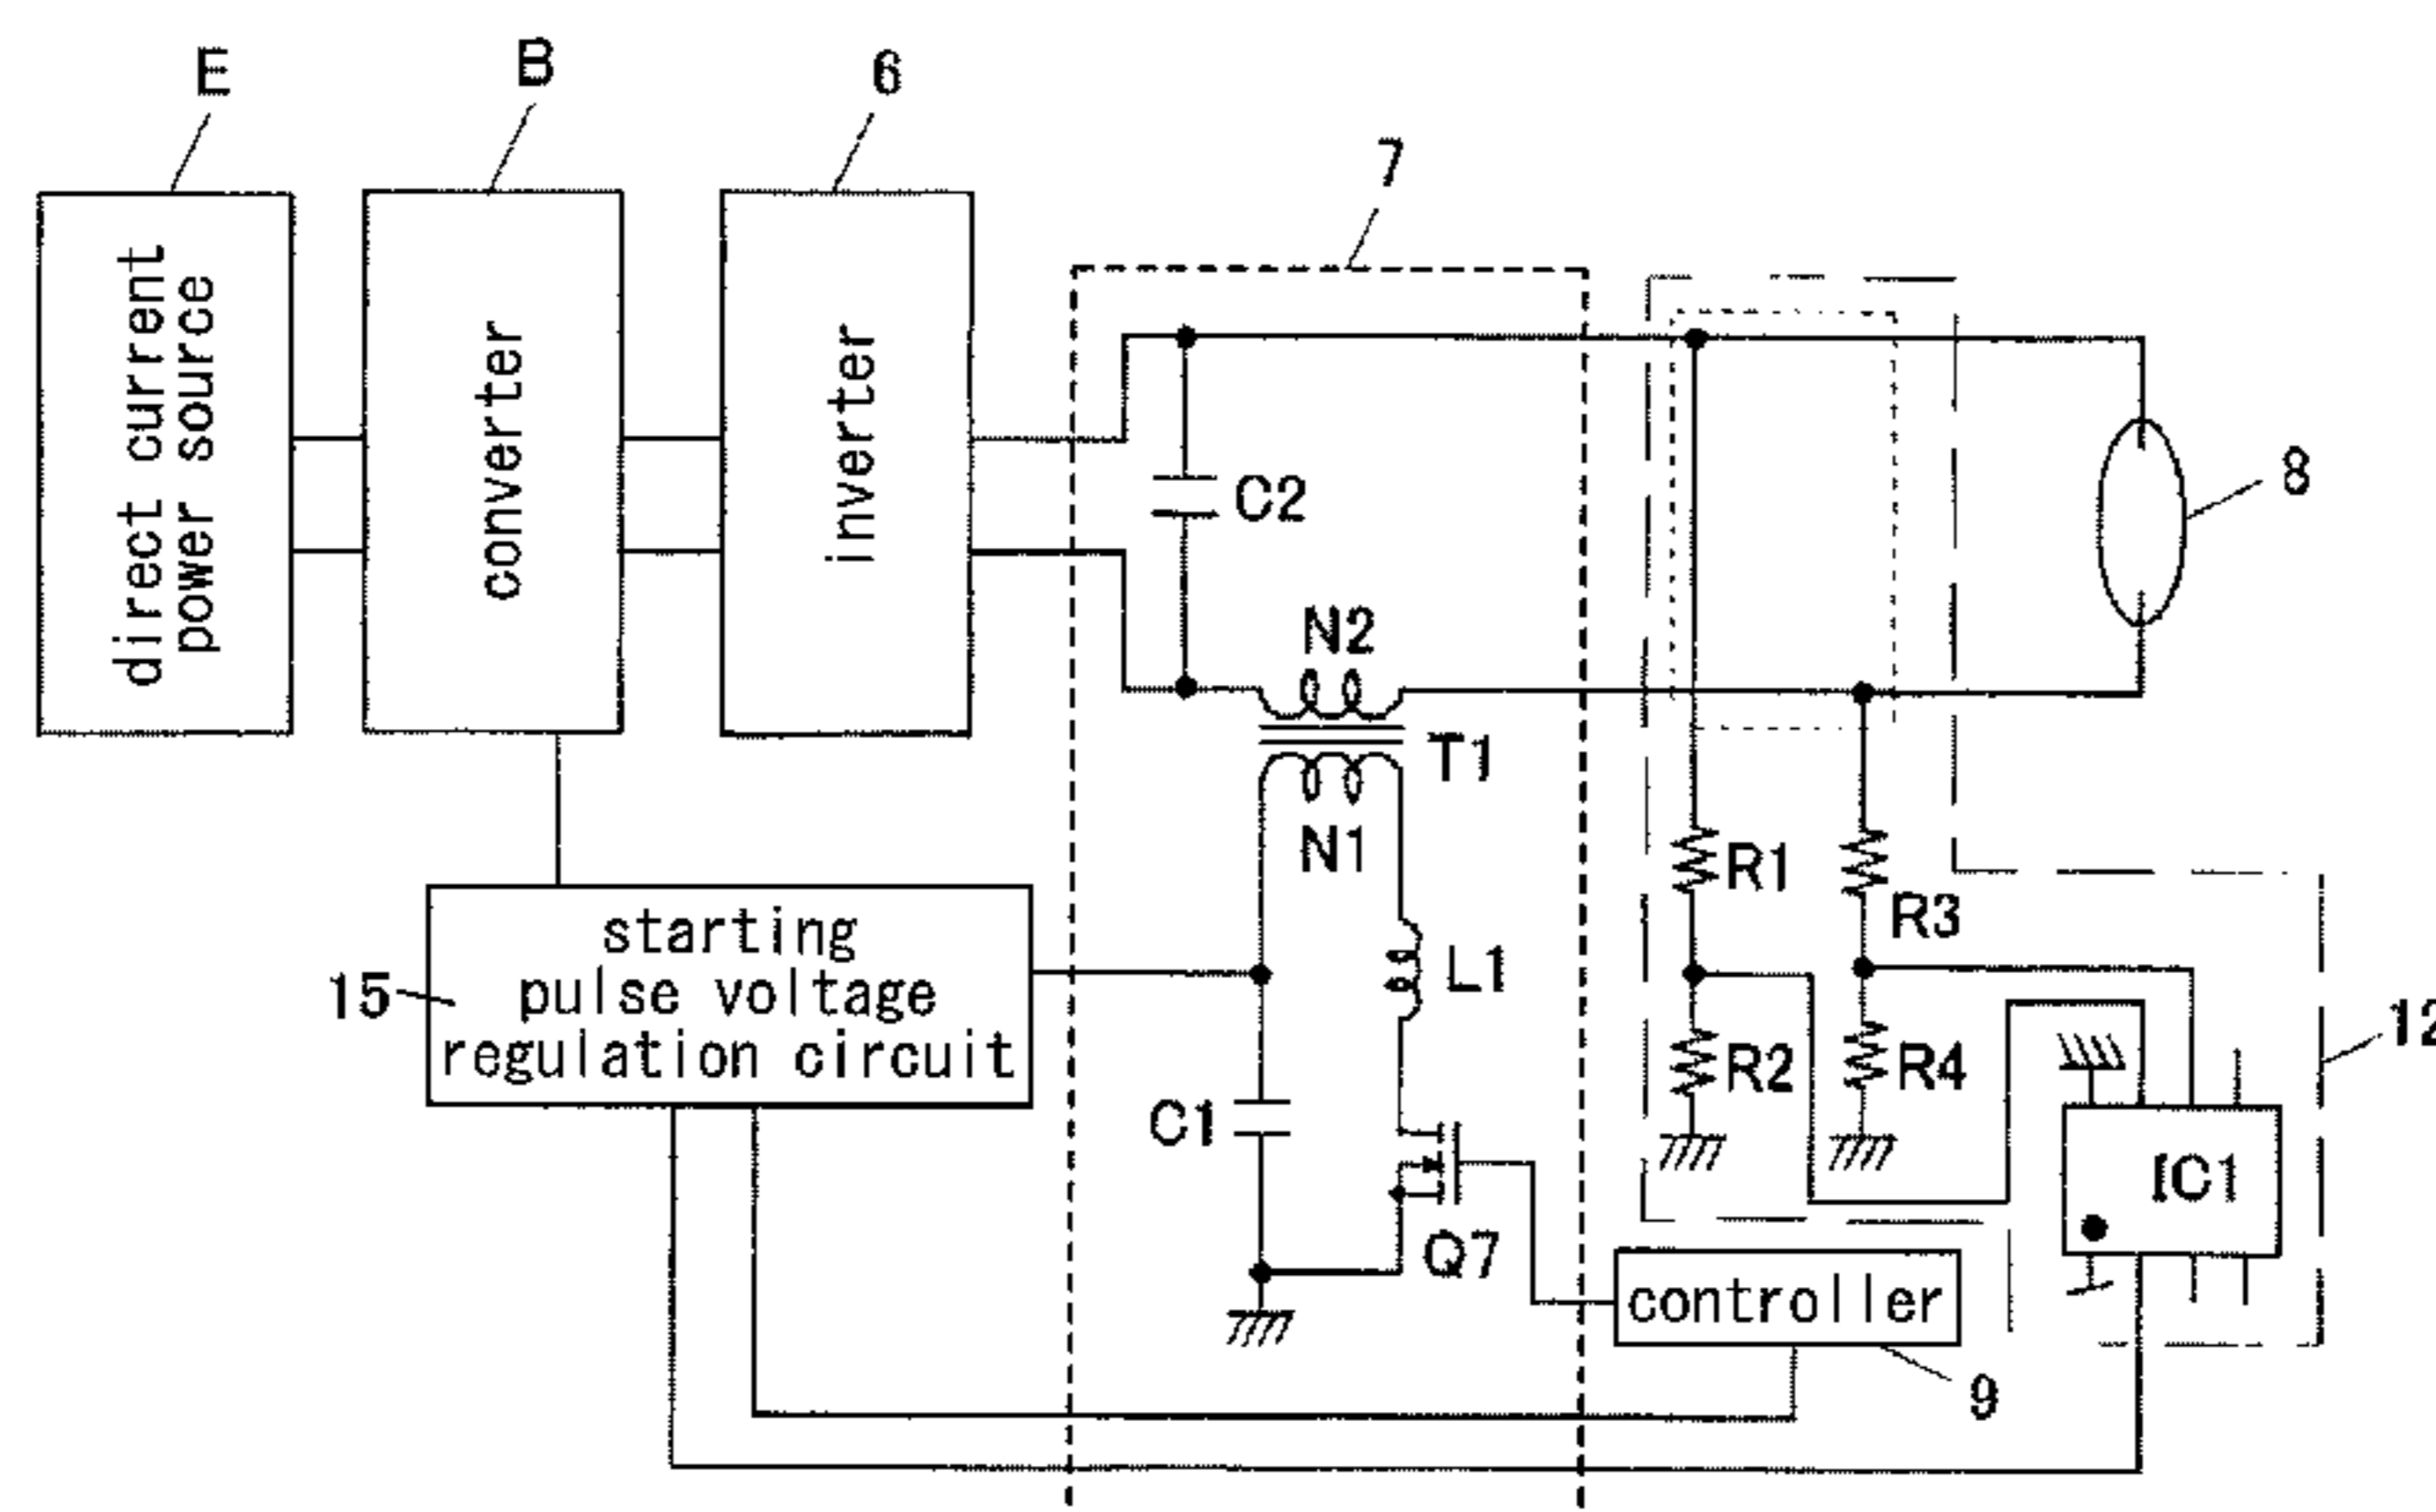 E
B
6
7
direct current
power source
converter
inverter
C2
8
N2
T1
N1
R1
R3
L1
15
starting
pulse voltage
regulation circuit
12
R2
R4
C1
IC1
Q7
controller
9